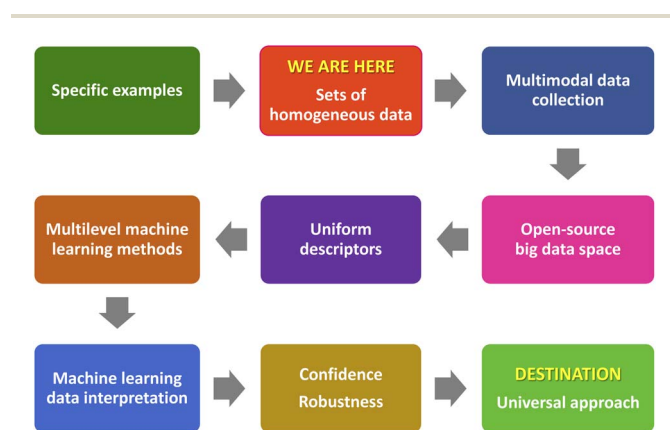 Specific examples
WE ARE HERE
Sets of
homogeneous data
Multimodal data
collection
Open-source
big data space
Uniform
descriptors
Multilevel machine
learning methods
Machine learning
data interpretation
Confidence
Robustness
DESTINATION
Universal approach